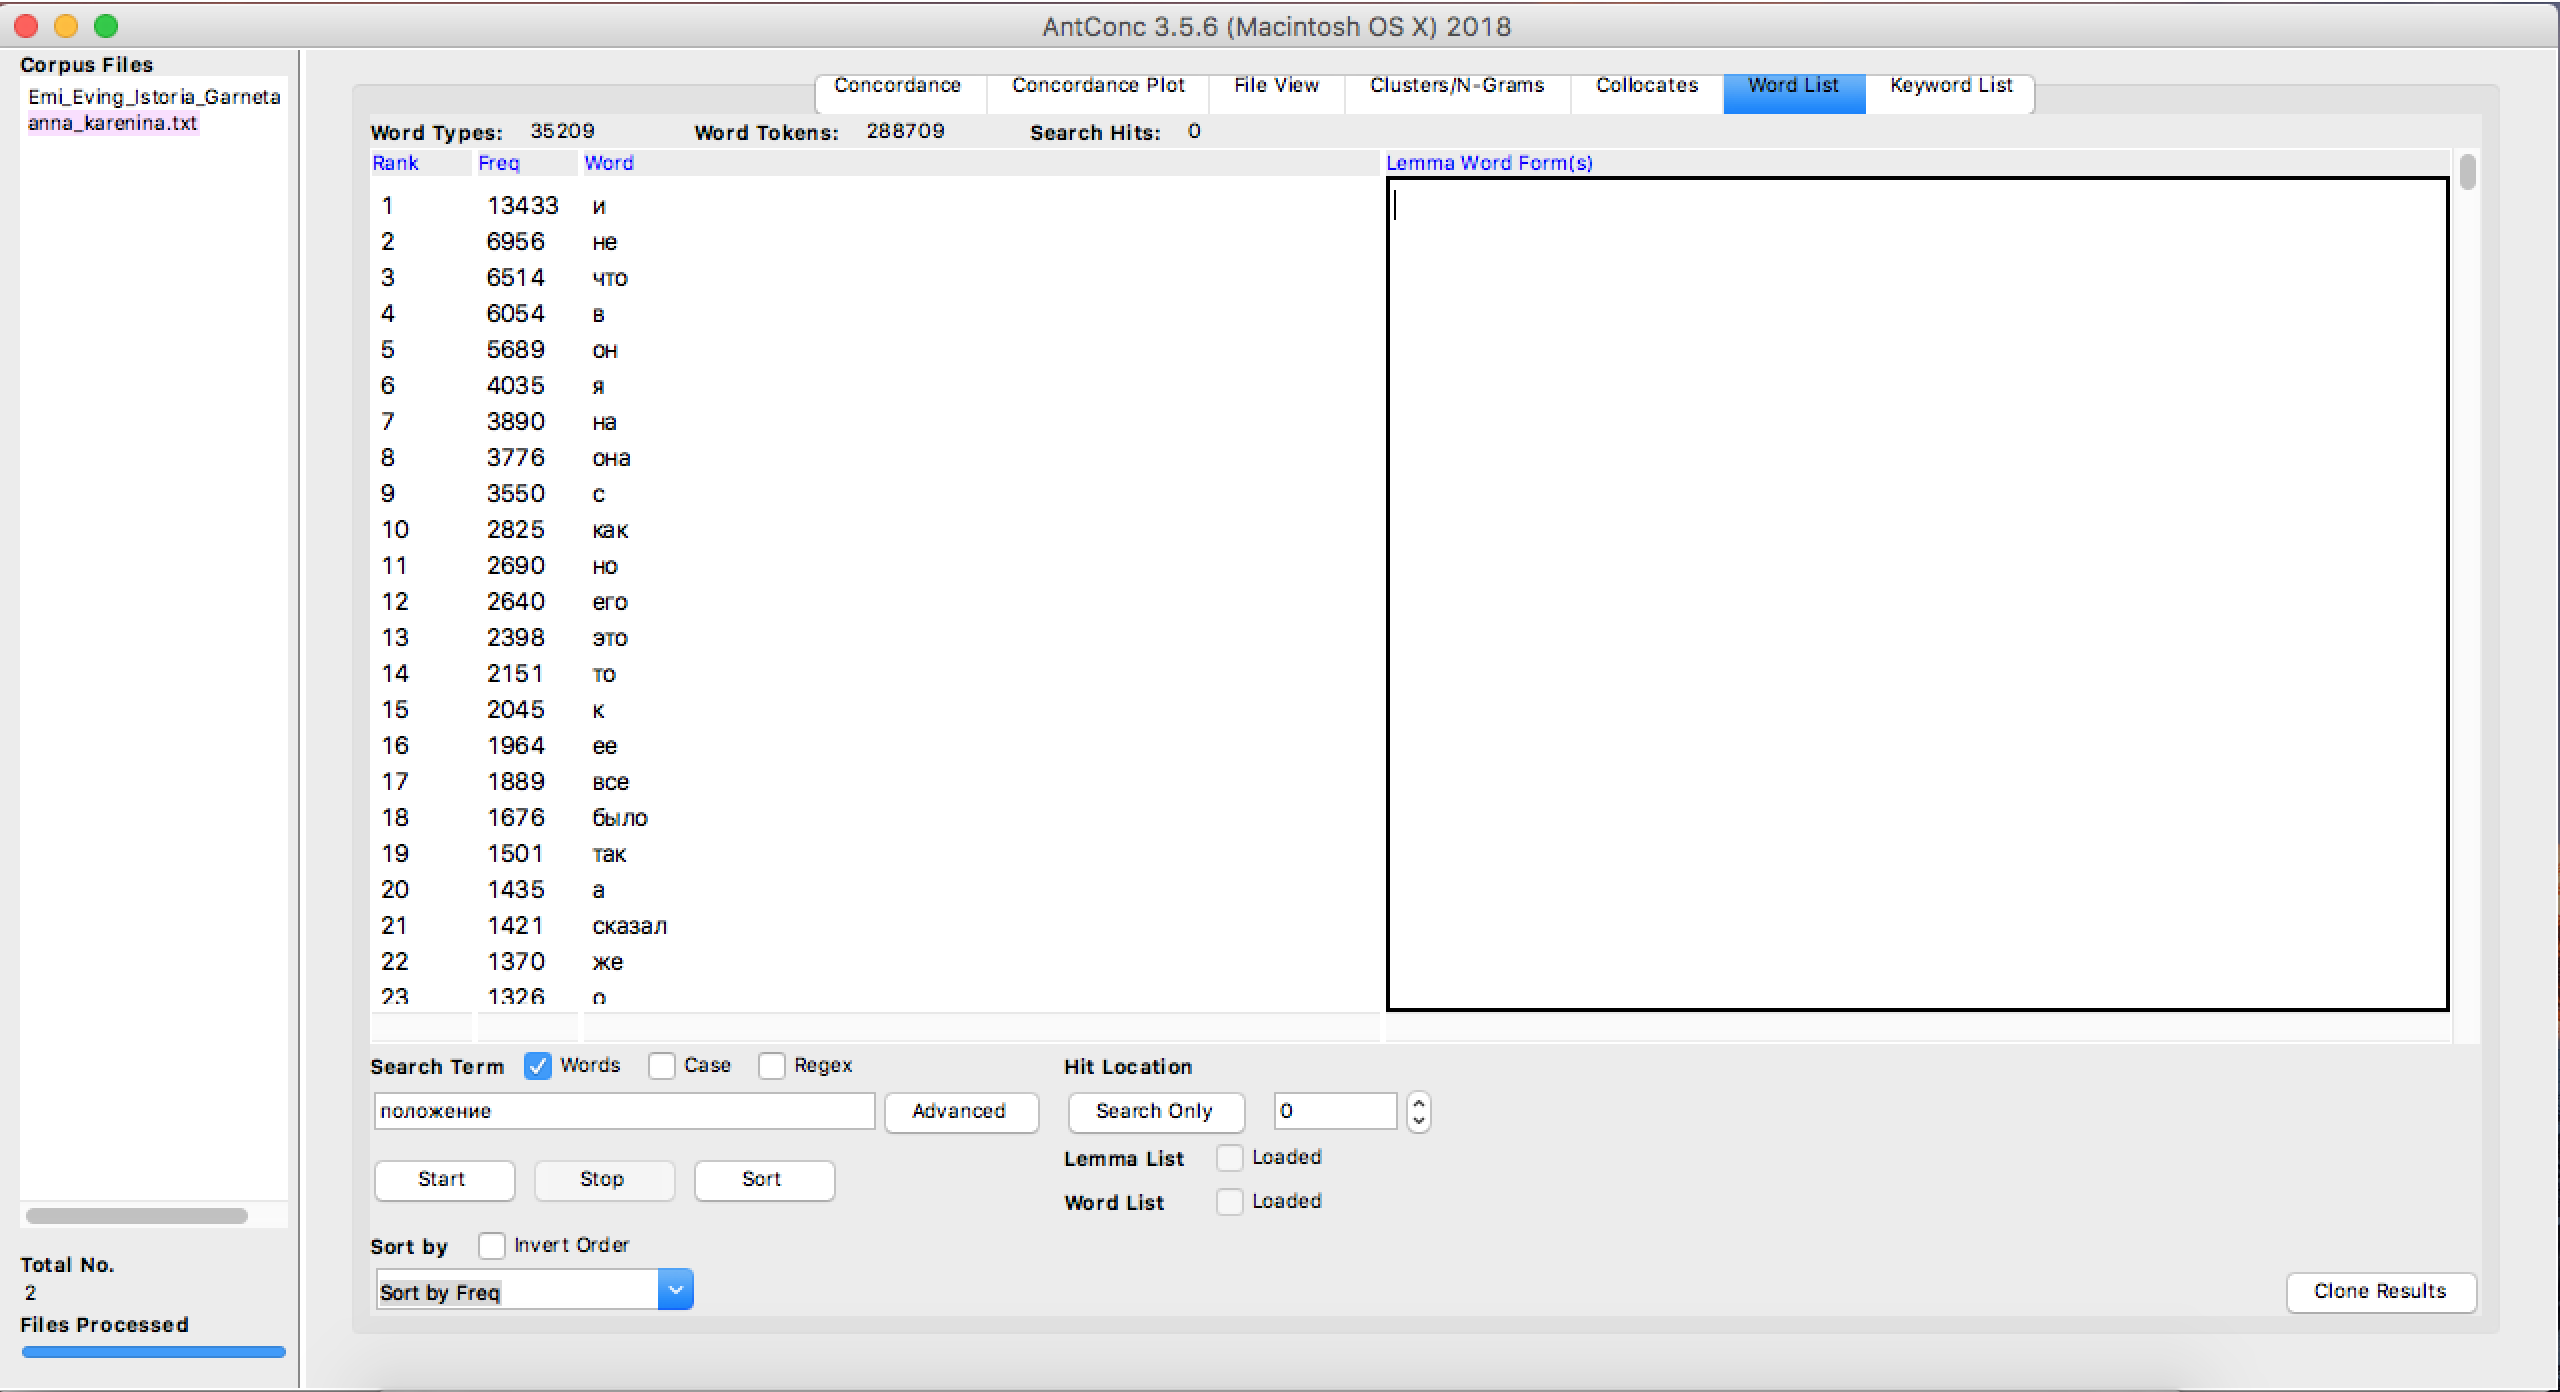 AntConc 3.5.6 (Macintosh OS X) 2018
Corpus Files
Emi_Eving_Istoria_Garneta
anna_karenina.txt
Concordance Concordance Plot File View Clusters/N-Grams Collocates Word List Keyword List
Word Types: 35209 Word Tokens: 288709 Search Hits: 0
Rank Freq Word Lemma Word Form(s)
1 13433 и
2 6956 не
3 6514 что
4 6054 в
5 5689 он
6 4035 я
7 3890 на
8 3776 она
9 3550 с
10 2825 как
11 2690 но
12 2640 его
13 2398 это
14 2151 то
15 2045 к
16 1964 ее
17 1889 все
18 1676 было
19 1501 так
20 1435 а
21 1421 сказал
22 1370 же
23 1326 о
Search Term Words Case Regex Hit Location
положение Advanced Search Only 0
Lemma List Loaded
Start Stop Sort
Word List Loaded
Sort by Invert Order
Sort by Freq
Clone Results
Total No.
2
Files Processed